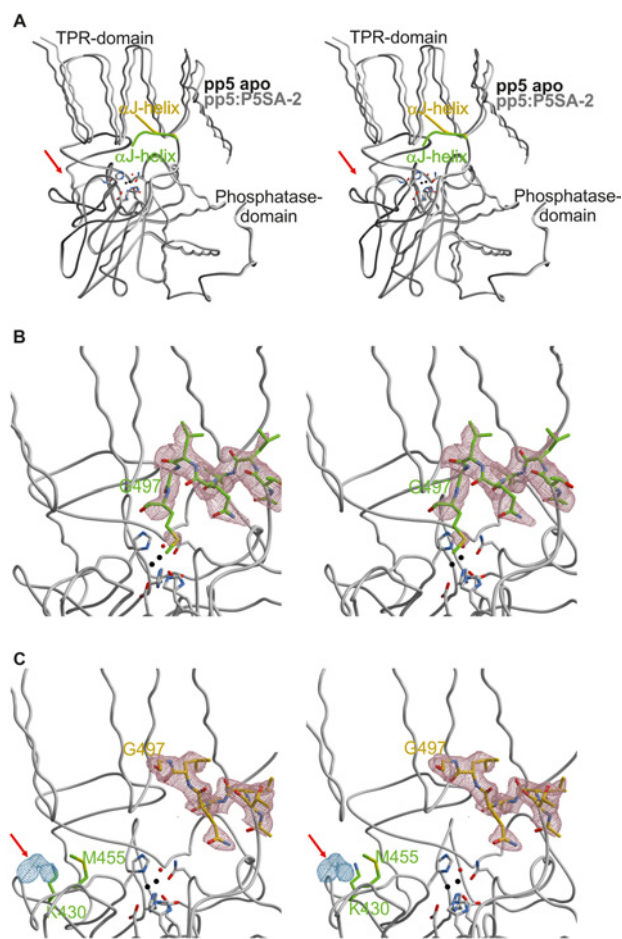 A
TPR-domain
pp5 apo
pp5:P5SA-2
αJ-helix
αJ-helix
Phosphatase-
domain
TPR-domain
pp5 apo
pp5:P5SA-2
αJ-helix
αJ-helix
Phosphatase-
domain
B
G497
G497
C
G497
M455
K430
G497
M455
K430